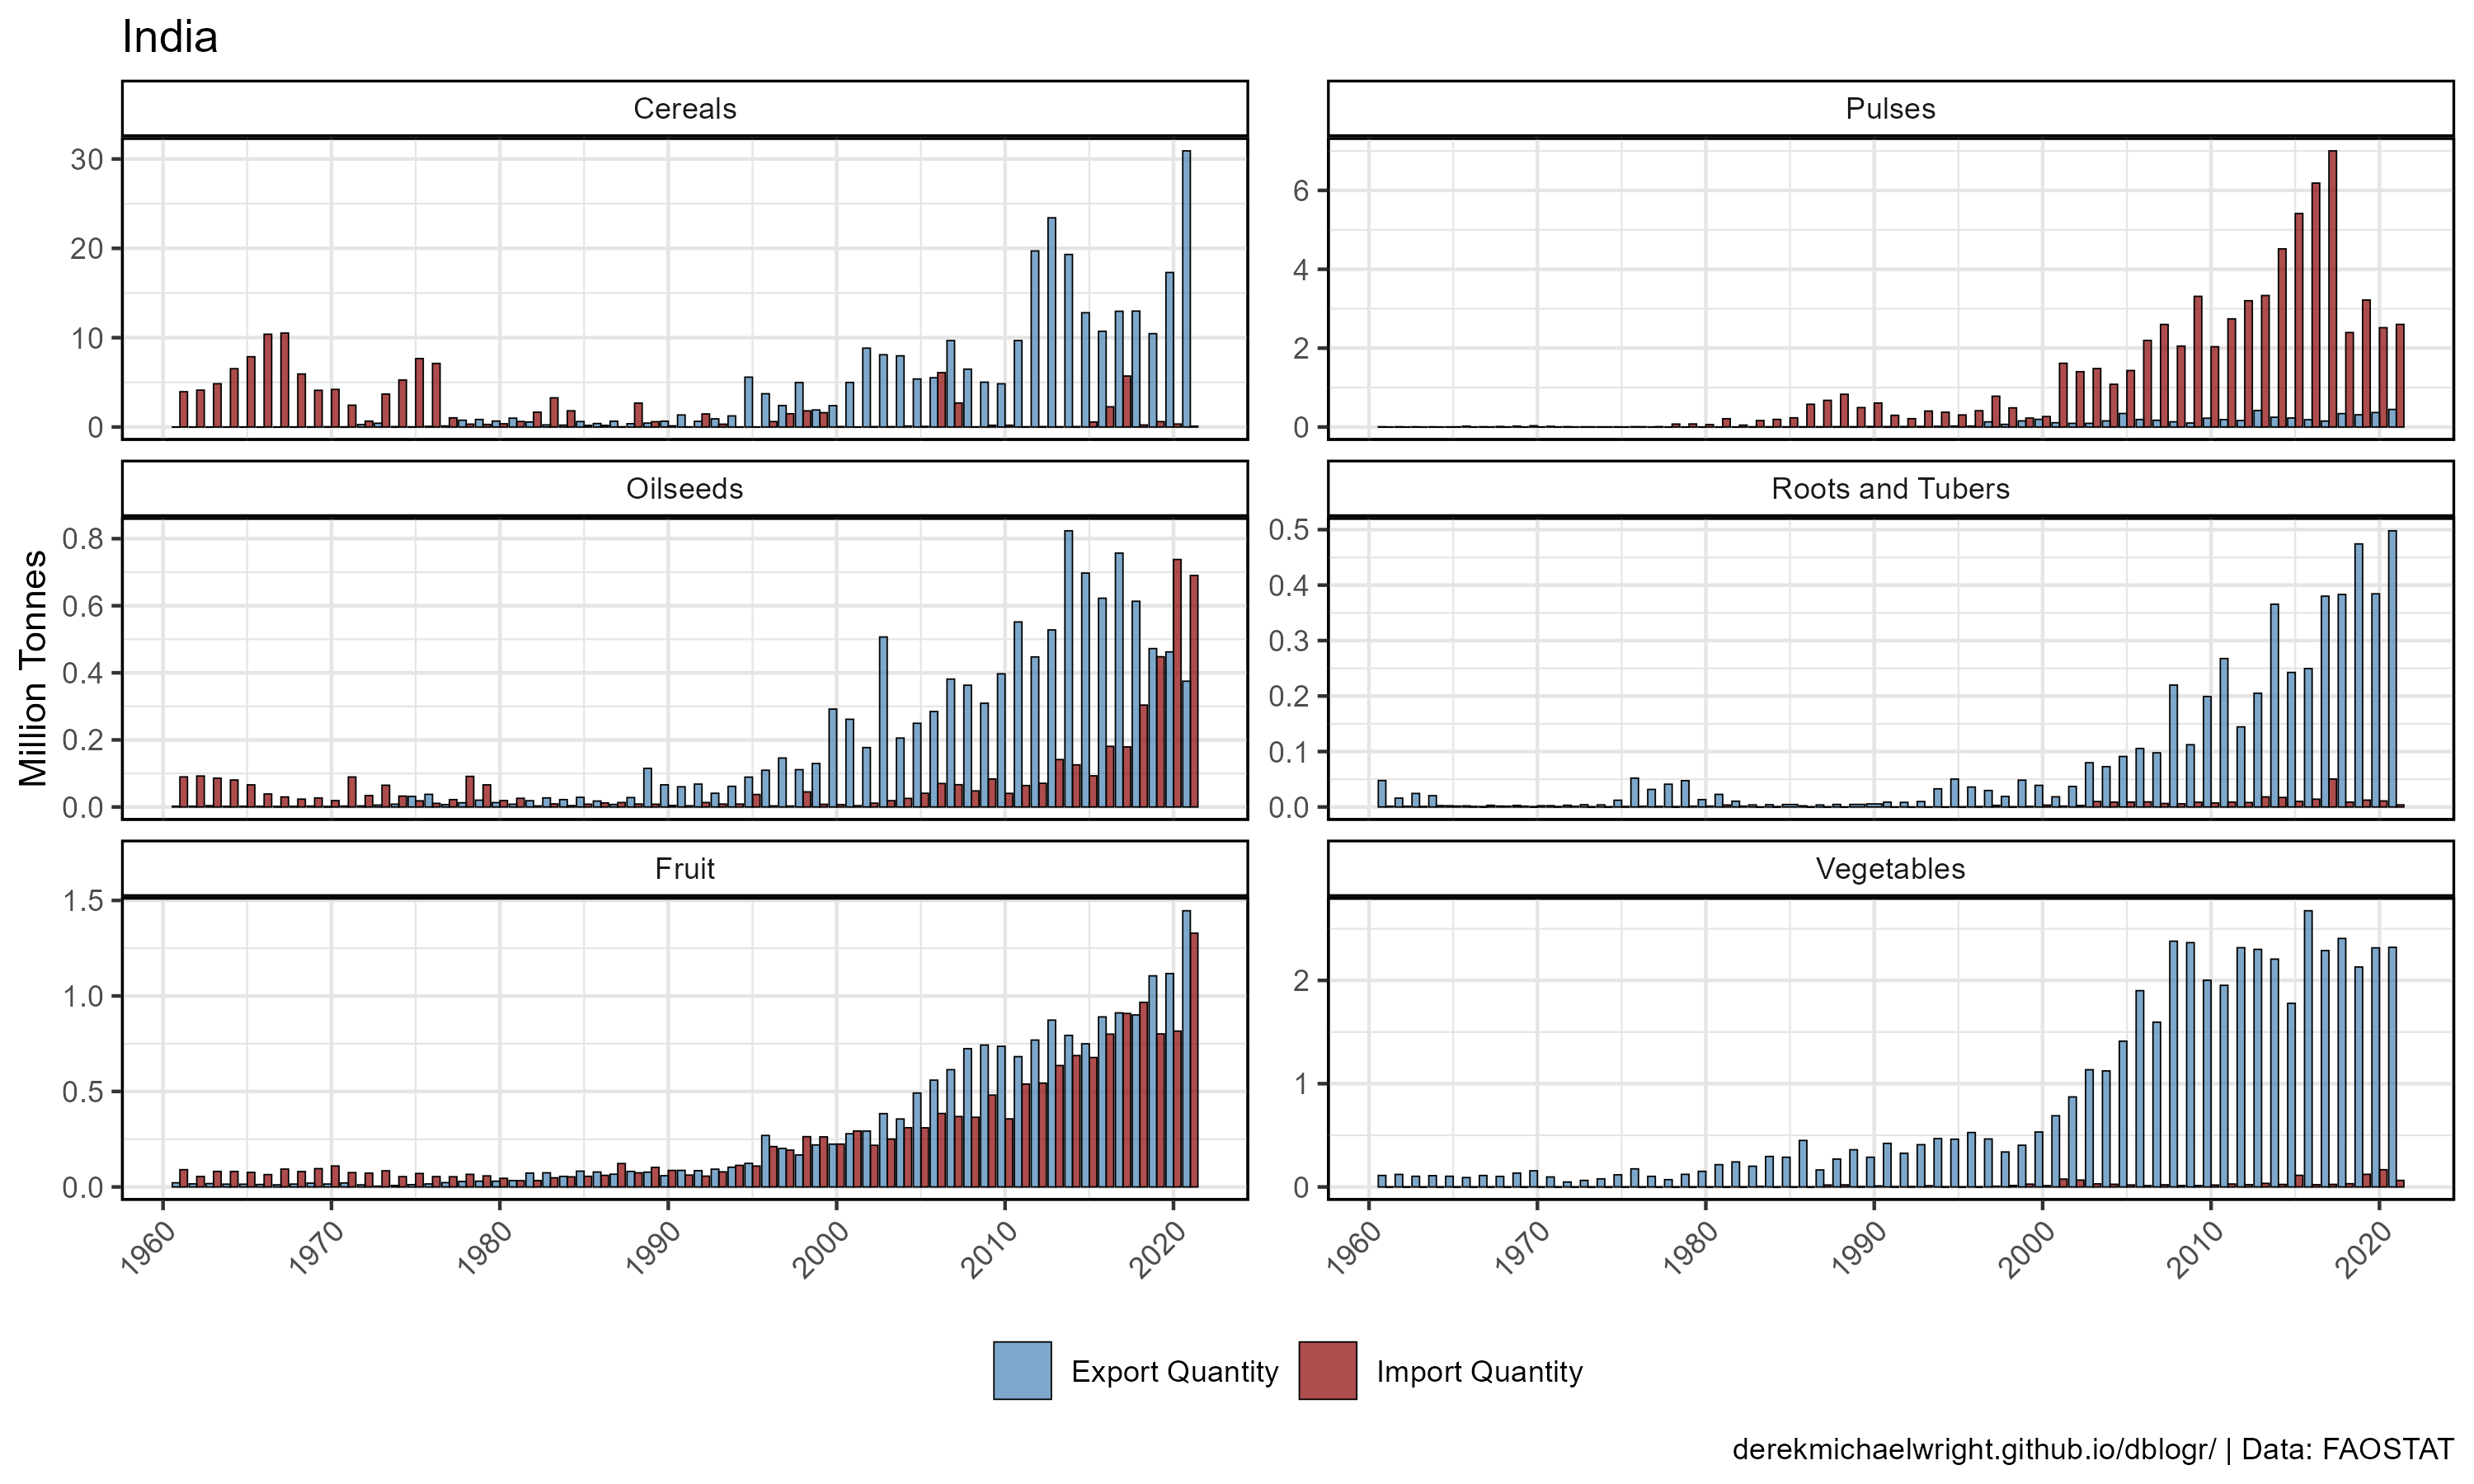 India
Cereals
Pulses
30
20
10
0
6
4
2
0
Oilseeds
Roots and Tubers
0.8
0.6
0.4
0.2
0.0
0.5
0.4
0.3
0.2
0.1
0.0
Fruit
Vegetables
1.5
1.0
0.5
0.0
2
1
0
Million Tonnes
1960 1970 1980 1990 2000 2010 2020
1960 1970 1980 1990 2000 2010 2020
Export Quantity Import Quantity
derekmichaelwright.github.io/dblogr/ | Data: FAOSTAT